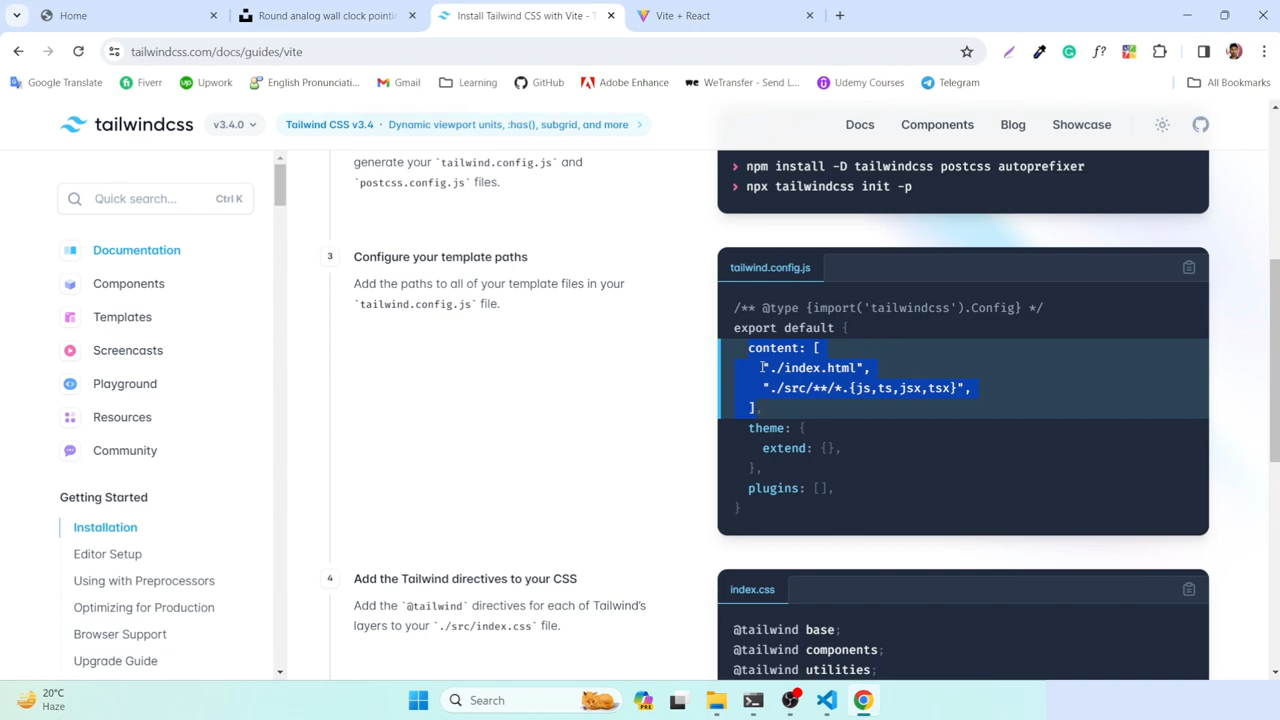 Home
Round analog wall clock pointi
Install Tailwind CSS with Vite - T
Vite + React
tailwindcss.com/docs/guides/vite
Google Translate
Fiverr
Upwork
English Pronunciati...
Gmail
Learning
GitHub
Adobe Enhance
WeTransfer - Send L...
Udemy Courses
Telegram
All Bookmarks
tailwindcss
v3.4.0
Tailwind CSS v3.4 · Dynamic viewport units, :has(), subgrid, and more
Docs
Components
Blog
Showcase
Quick search...
Ctrl K
Documentation
Components
Templates
Screencasts
Playground
Resources
Community
Getting Started
Installation
Editor Setup
Using with Preprocessors
Optimizing for Production
Browser Support
Upgrade Guide
generate your `tailwind.config.js` and
`postcss.config.js` files.
> npm install -D tailwindcss postcss autoprefixer
> npx tailwindcss init -p
3
Configure your template paths
Add the paths to all of your template files in your
`tailwind.config.js` file.
tailwind.config.js
/** @type {import('tailwindcss').Config} */
export default {
content: [
"./index.html",
"./src/**/*.{js,ts,jsx,tsx}",
],
theme: {
extend: {},
},
plugins: [],
}
4
Add the Tailwind directives to your CSS
Add the `@tailwind` directives for each of Tailwind's
layers to your `./src/index.css` file.
index.css
@tailwind base;
@tailwind components;
@tailwind utilities;
20°C
Haze
Search